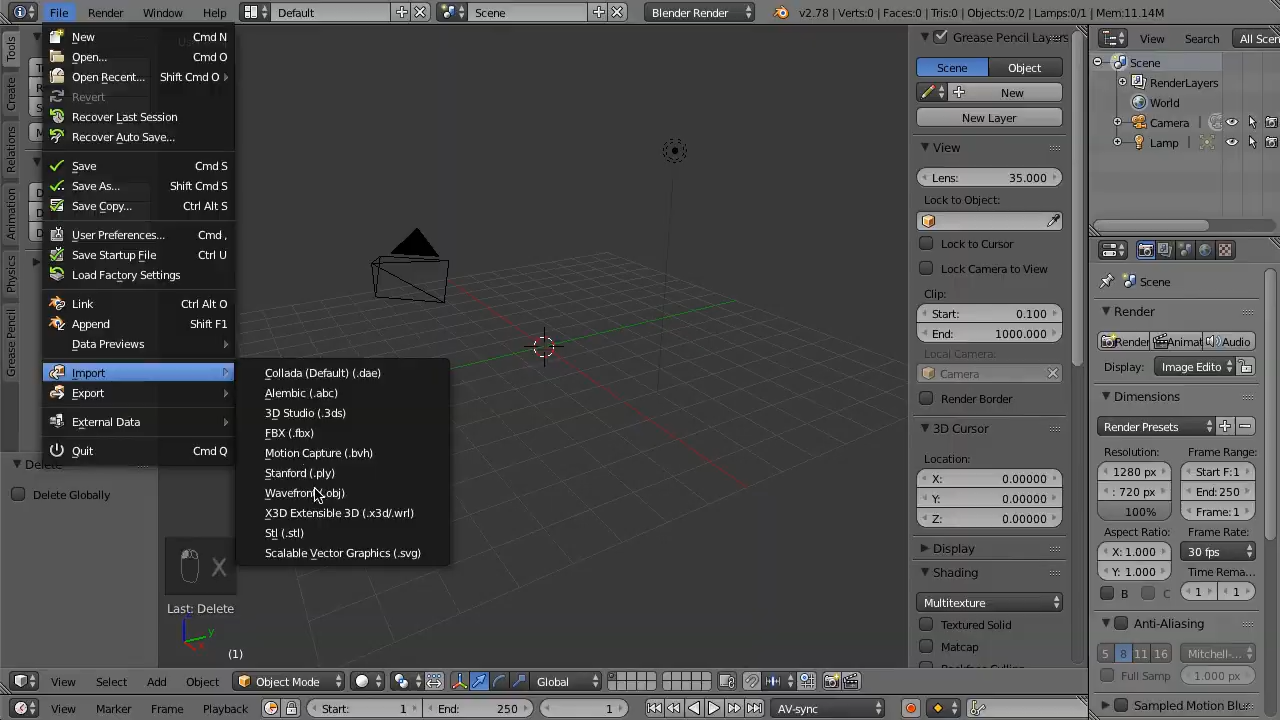 File Render Window Help Default Scene Blender Render v2.78 | Verts:0 | Faces:0 | Tris:0 | Objects:0/2 | Lamps:0/1 | Mem:11.14M
New Cmd N
Open... Cmd O
Open Recent... Shift Cmd O
Revert
Recover Last Session
Recover Auto Save...
Save Cmd S
Save As... Shift Cmd S
Save Copy... Ctrl Alt S
User Preferences... Cmd ,
Save Startup File Ctrl U
Load Factory Settings
Link Ctrl Alt O
Append Shift F1
Data Previews
Import
Export
External Data
Quit Cmd Q
Collada (Default) (.dae)
Alembic (.abc)
3D Studio (.3ds)
FBX (.fbx)
Motion Capture (.bvh)
Stanford (.ply)
Wavefront (.obj)
X3D Extensible 3D (.x3d/.wrl)
Stl (.stl)
Scalable Vector Graphics (.svg)
Tools
Create
Relations
Animation
Physics
Grease Pencil
Delete
Delete Globally
X
Last: Delete
y
x
(1)
Grease Pencil Layers
Scene Object
New
New Layer
View
Lens: 35.000
Lock to Object:
Lock to Cursor
Lock Camera to View
Clip:
Start: 0.100
End: 1000.000
Local Camera:
Camera
Render Border
3D Cursor
Location:
X: 0.00000
Y: 0.00000
Z: 0.00000
Display
Shading
Multitexture
Textured Solid
Matcap
View Search All Scen
Scene
RenderLayers
World
Camera
Lamp
Scene
Render
Render Animat Audio
Display: Image Edito
Dimensions
Render Presets
Resolution: Frame Range:
1280 px Start F:1
: 720 px End: 250
100% Frame: 1
Aspect Ratio: Frame Rate:
X: 1.000 30 fps
Y: 1.000 Time Rema...
B C 1 1
Anti-Aliasing
5 8 11 16 Mitchell-...
Full Samp 1.000 px
Sampled Motion Blu
View Select Add Object Object Mode Global
View Marker Frame Playback Start: 1 End: 250 1 AV-sync